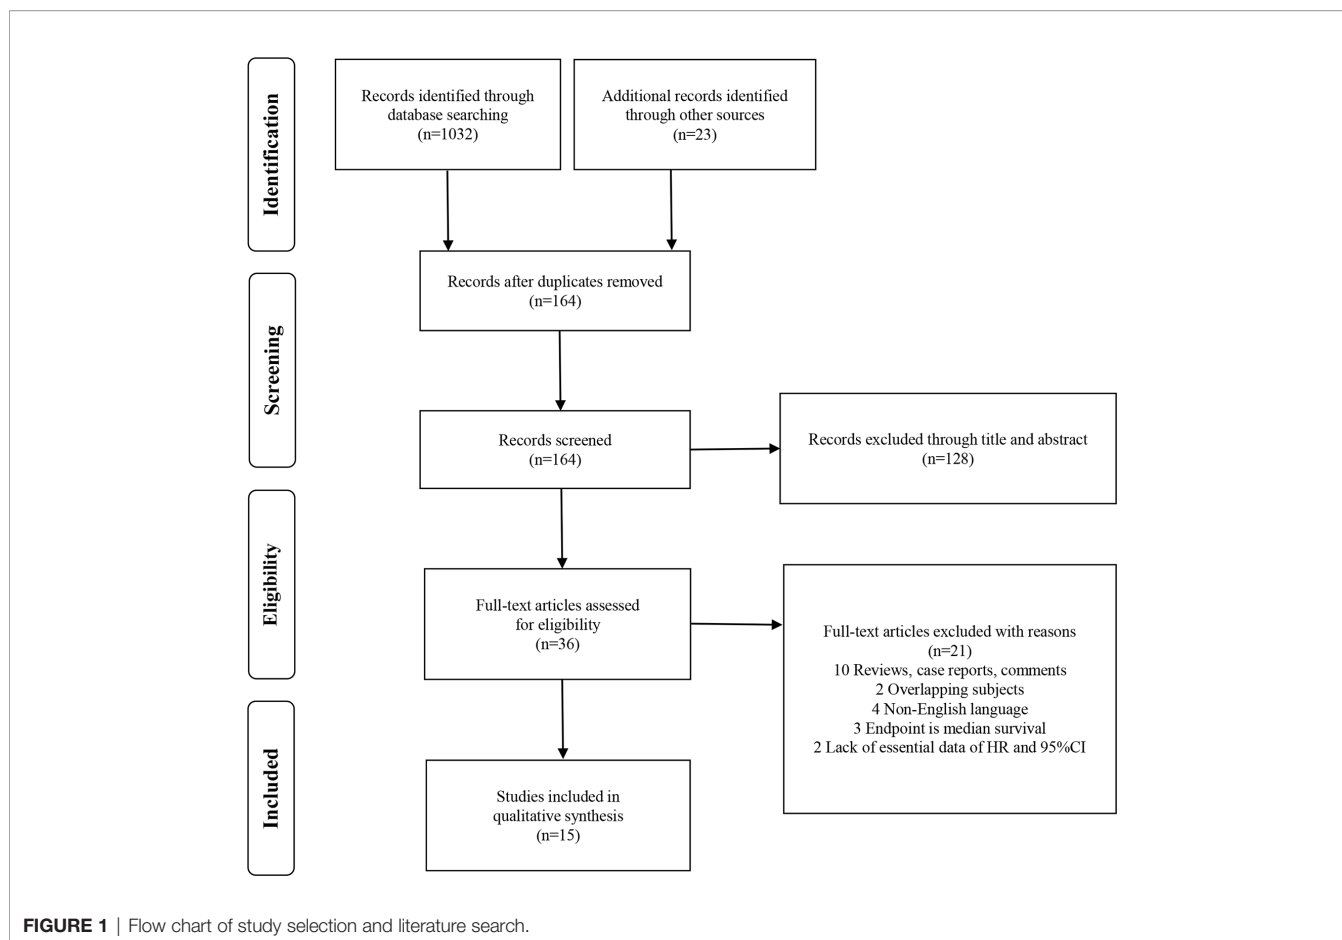 Identification
Records identified through
database searching
(n=1032)
Additional records identified
through other sources
(n=23)
Records after duplicates removed
(n=164)
Screening
Records screened
(n=164)
Records excluded through title and abstract
(n=128)
Eligibility
Full-text articles assessed
for eligibility
(n=36)
Full-text articles excluded with reasons
(n=21)
10 Reviews, case reports, comments
2 Overlapping subjects
4 Non-English language
3 Endpoint is median survival
2 Lack of essential data of HR and 95%CI
Included
Studies included in
qualitative synthesis
(n=15)
FIGURE 1 | Flow chart of study selection and literature search.